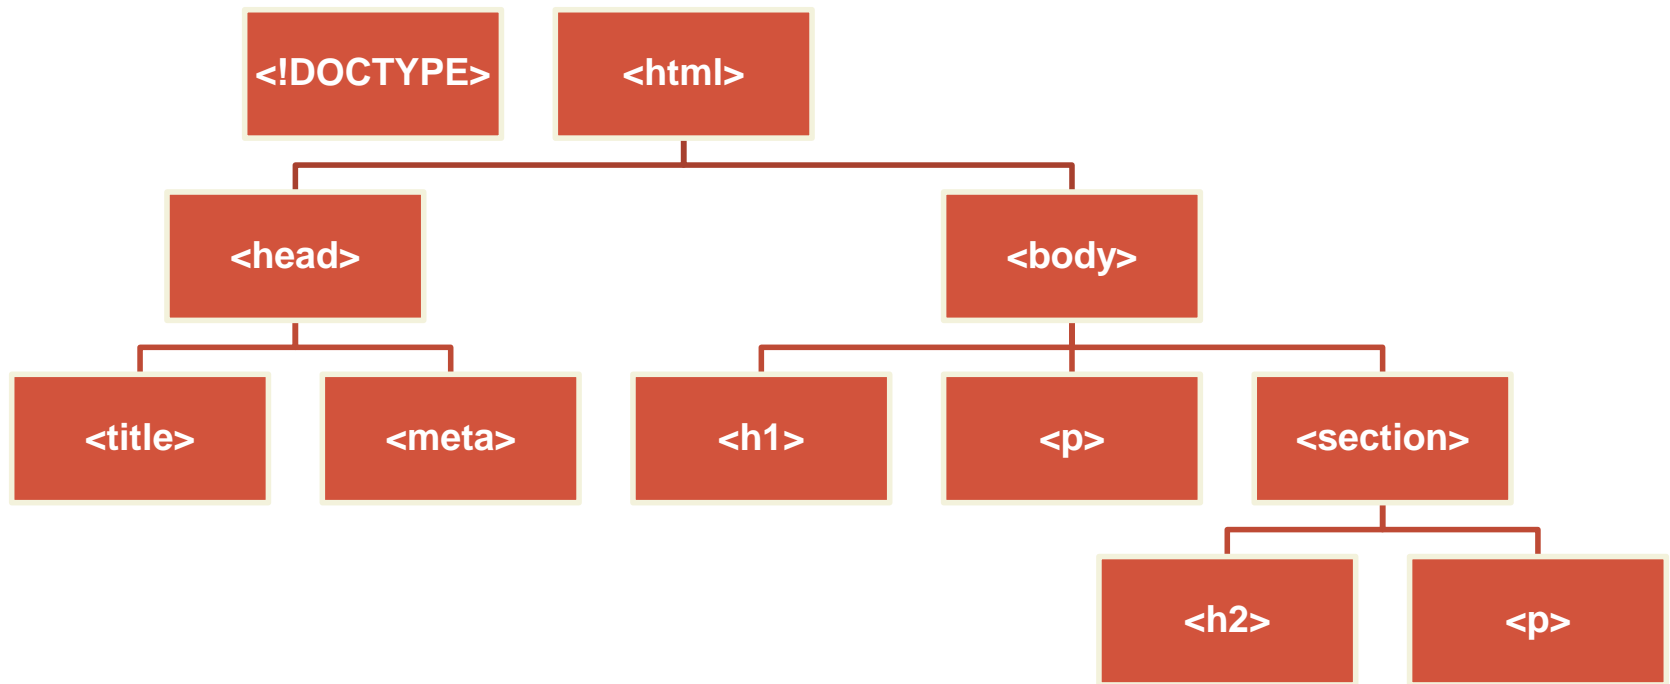 <!DOCTYPE>
<html>
<head>
<body>
<title>
<meta>
<h1>
<p>
<section>
<h2>
<p>